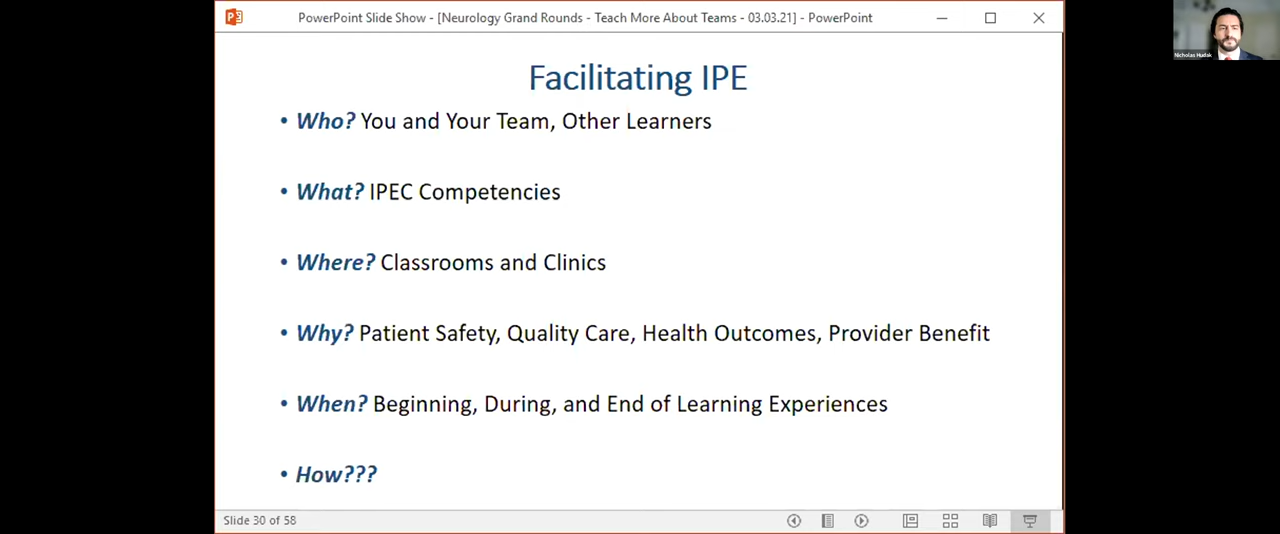 PowerPoint Slide Show - [Neurology Grand Rounds - Teach More About Teams - 03.03.21] - PowerPoint
Nicholas Hudak
Facilitating IPE
• Who? You and Your Team, Other Learners
• What? IPEC Competencies
• Where? Classrooms and Clinics
• Why? Patient Safety, Quality Care, Health Outcomes, Provider Benefit
• When? Beginning, During, and End of Learning Experiences
• How???
Slide 30 of 58